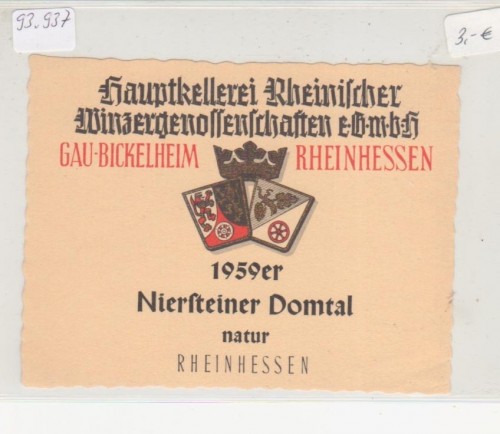 93.937
3,- €
Hauptkellerei Rheinischer
Winzergenoſſenſchaften e.G.m.b.H
GAU-BICKELHEIM RHEINHESSEN
1959er
Nierſteiner Domtal
natur
RHEINHESSEN